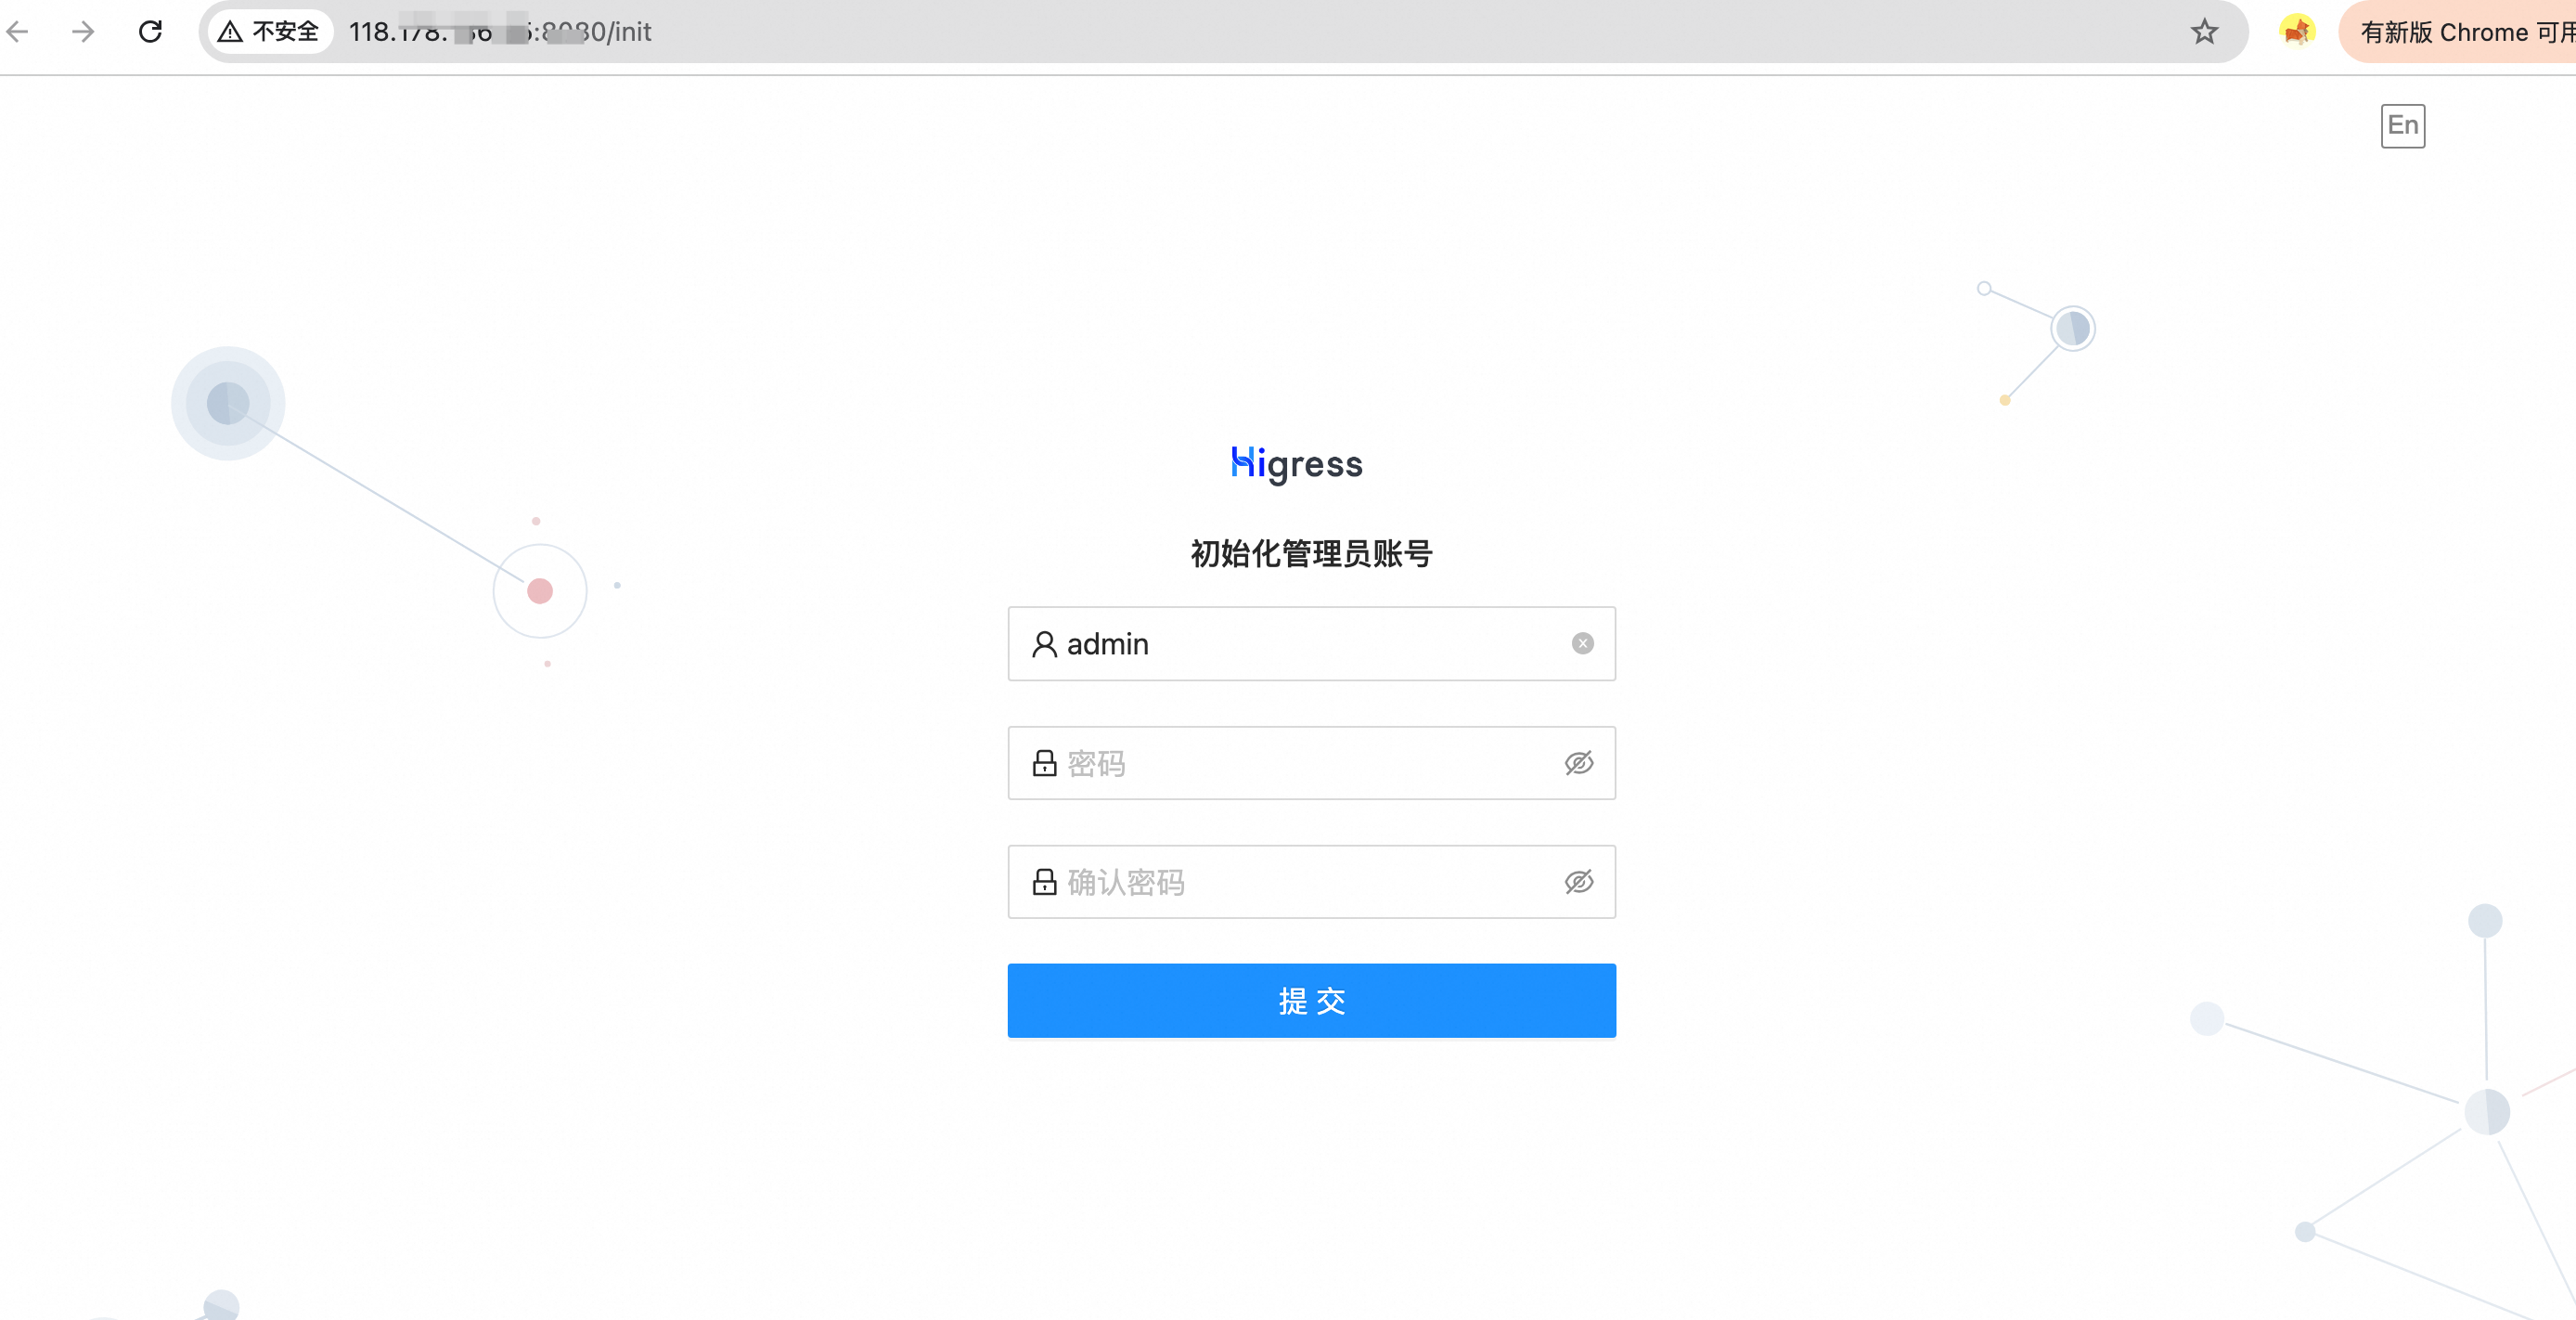 不安全 118.178. :8080/init 有新版 Chrome 可用
En
Higress
初始化管理员账号
admin
密码
确认密码
提交